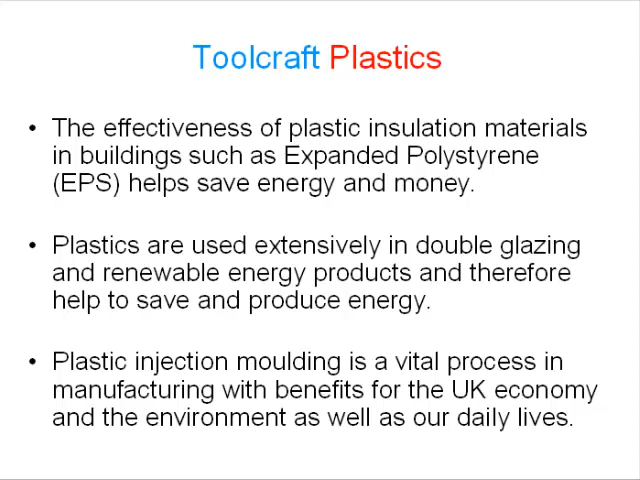 Toolcraft Plastics
• The effectiveness of plastic insulation materials
in buildings such as Expanded Polystyrene
(EPS) helps save energy and money.
• Plastics are used extensively in double glazing
and renewable energy products and therefore
help to save and produce energy.
• Plastic injection moulding is a vital process in
manufacturing with benefits for the UK economy
and the environment as well as our daily lives.